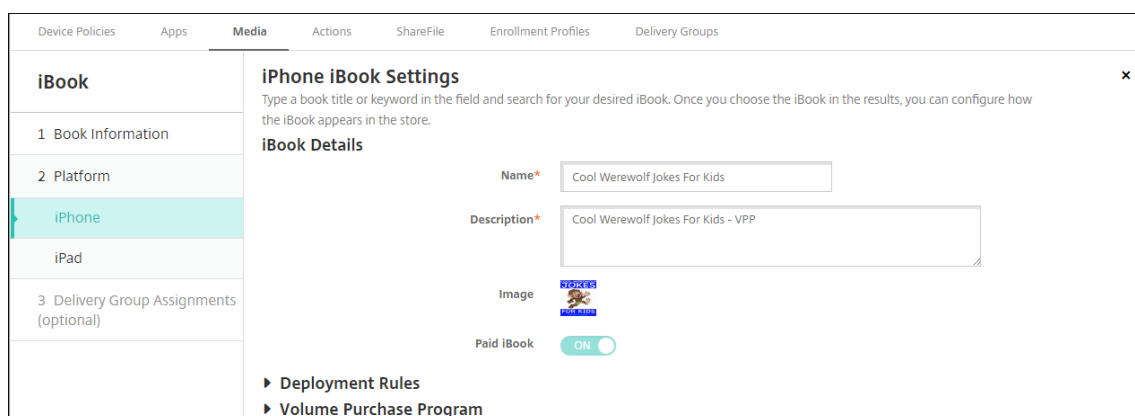 Device Policies Apps Media Actions ShareFile Enrollment Profiles Delivery Groups
iBook
1 Book Information
2 Platform
iPhone
iPad
3 Delivery Group Assignments
(optional)
iPhone iBook Settings
Type a book title or keyword in the field and search for your desired iBook. Once you choose the iBook in the results, you can configure how
the iBook appears in the store.
iBook Details
Name* Cool Werewolf Jokes For Kids
Description* Cool Werewolf Jokes For Kids - VPP
Image
JOKES
FOR KIDS
Paid iBook ON
Deployment Rules
Volume Purchase Program